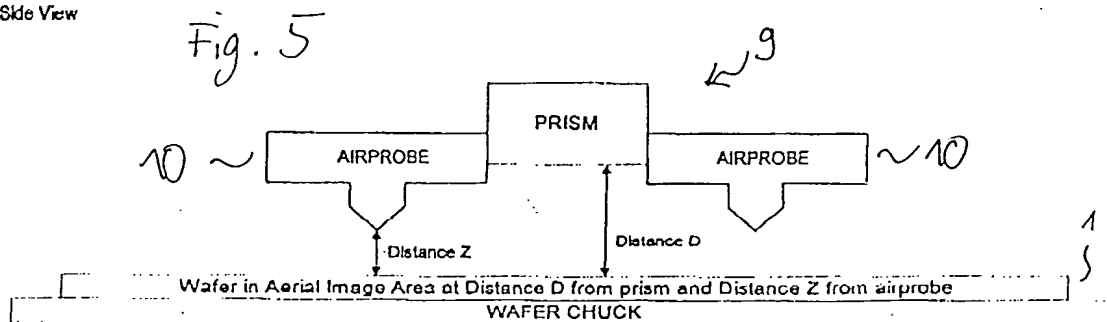 Side View
Fig. 5
9
PRISM
10 ~ AIRPROBE AIRPROBE ~ 10
Distance Z Distance D
1
Wafer in Aerial Image Area at Distance D from prism and Distance Z from airprobe
WAFER CHUCK